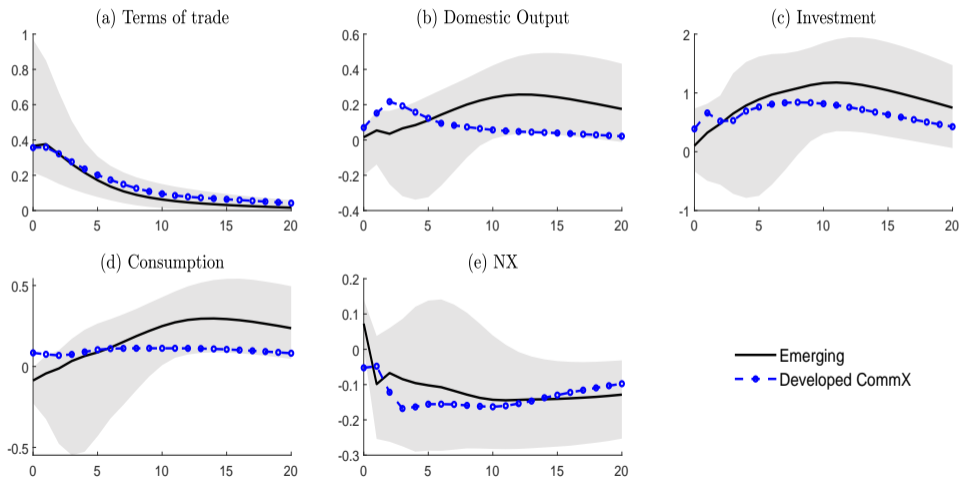 (a) Terms of trade
1
0.8
0.6
0.4
0.2
0
0 5 10 15 20
(b) Domestic Output
0.6
0.4
0.2
0
-0.2
-0.4
0 5 10 15 20
(c) Investment
2
1
0
-1
0 5 10 15 20
(d) Consumption
0.5
0
-0.5
0 5 10 15 20
(e) NX
0.2
0.1
0
-0.1
-0.2
-0.3
0 5 10 15 20
Emerging
Developed CommX